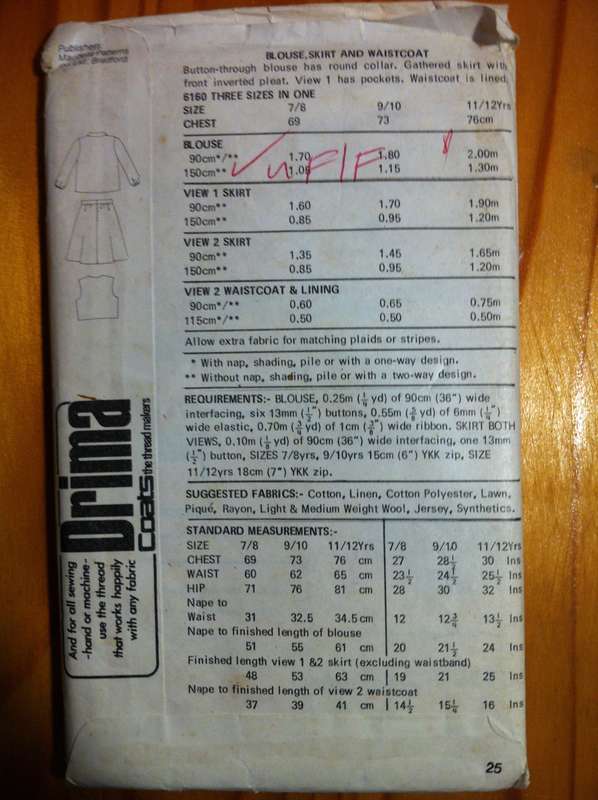 Publishers
BLOUSE, SKIRT AND WAISTCOAT
Button-through blouse has round collar. Gathered skirt with
front inverted pleat. View 1 has pockets. Waistcoat is lined.
6160 THREE SIZES IN ONE
SIZE 7/8 9/10 11/12Yrs
CHEST 69 73 76cm
BLOUSE
90cm*/** 1.70 1.80 2.00m
150cm** 1.05 1.15 1.30m
VIEW 1 SKIRT
90cm** 1.60 1.70 1.90m
150cm** 0.85 0.95 1.20m
VIEW 2 SKIRT
90cm** 1.35 1.45 1.65m
150cm** 0.85 0.95 1.20m
VIEW 2 WAISTCOAT & LINING
90cm*/** 0.60 0.65 0.75m
115cm*/** 0.50 0.50 0.50m
Allow extra fabric for matching plaids or stripes.
* With nap, shading, pile or with a one-way design.
** Without nap, shading, pile or with a two-way design.
REQUIREMENTS:- BLOUSE, 0.25m (¼ yd) of 90cm (36") wide
interfacing, six 13mm (½") buttons, 0.55m (⅝ yd) of 6mm (¼")
wide elastic, 0.70m (¾ yd) of 1cm (⅜") wide ribbon. SKIRT BOTH
VIEWS, 0.10m (⅛ yd) of 90cm (36") wide interfacing, one 13mm
(½") button, SIZES 7/8yrs, 9/10yrs 15cm (6") YKK zip, SIZE
11/12yrs 18cm (7") YKK zip.
SUGGESTED FABRICS:- Cotton, Linen, Cotton Polyester, Lawn,
Piqué, Rayon, Light & Medium Weight Wool, Jersey, Synthetics.
STANDARD MEASUREMENTS:-
SIZE 7/8 9/10 11/12Yrs 7/8 9/10 11/12Yrs
CHEST 69 73 76 cm 27 28½ 30 Ins
WAIST 60 62 65 cm 23½ 24½ 25½ Ins
HIP 71 76 81 cm 28 30 32 Ins
Nape to
Waist 31 32.5 34.5cm 12 12¾ 13½ Ins
Nape to finished length of blouse
51 55 61 cm 20 21½ 24 Ins
Finished length view 1 &2 skirt (excluding waistband)
48 53 63 cm 19 21 25 Ins
Nape to finished length of view 2 waistcoat
37 39 41 cm 14½ 15¼ 16 Ins
25
Drima
Coats the thread makers
And for all sewing
-hand or machine-
use the thread
that works happily
with any fabric